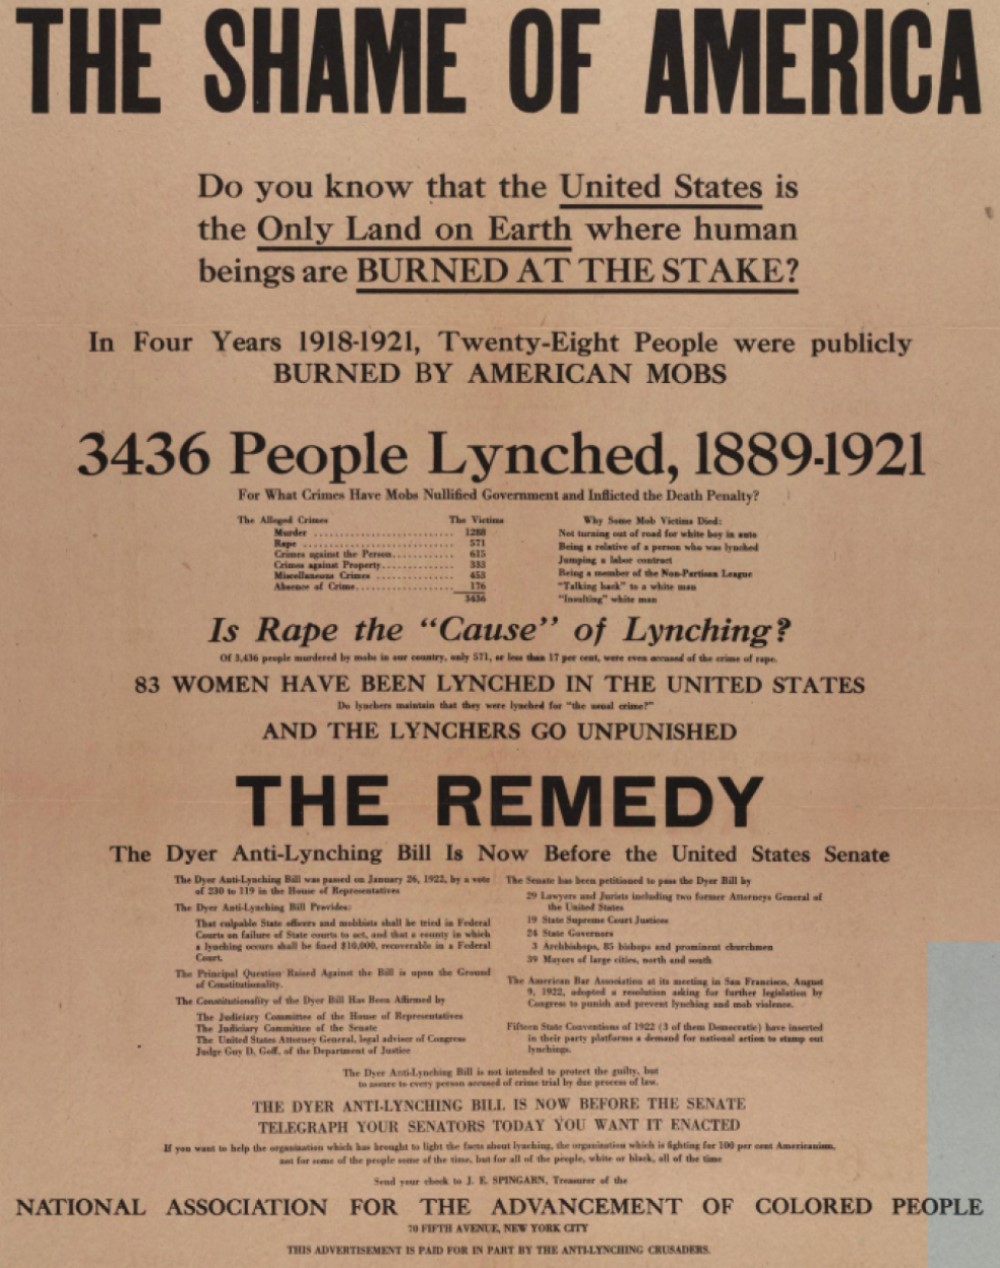 THE SHAME OF AMERICA
Do you know that the United States is
the Only Land on Earth where human
beings are BURNED AT THE STAKE?
In Four Years 1918-1921, Twenty-Eight People were publicly
BURNED BY AMERICAN MOBS
3436 People Lynched, 1889-1921
For What Crimes Have Mobs Nullified Government and Inflicted the Death Penalty?
The Alleged Crimes The Victims
Murder 1288
Rape 571
Crimes against the Person 615
Crimes against Property 333
Miscellaneous Crimes 453
Absence of Crime 176
3436
Why Some Mob Victims Died:
Not turning out of road for white boy in auto
Being a relative of a person who was lynched
Jumping a labor contract
Being a member of the Non-Partisan League
"Talking back" to a white man
"Insulting" white man
Is Rape the "Cause" of Lynching?
Of 3,436 people murdered by mobs in our country, only 571, or less than 17 per cent, were even accused of the crime of rape.
83 WOMEN HAVE BEEN LYNCHED IN THE UNITED STATES
Do lynchers maintain that they were lynched for "the usual crime?"
AND THE LYNCHERS GO UNPUNISHED
THE REMEDY
The Dyer Anti-Lynching Bill Is Now Before the United States Senate
The Dyer Anti-Lynching Bill was passed on January 26, 1922, by a vote
of 230 to 119 in the House of Representatives
The Dyer Anti-Lynching Bill Provides:
That culpable State officers and mobbists shall be tried in Federal
Courts on failure of State courts to act, and that a county in which
a lynching occurs shall be fined $10,000, recoverable in a Federal
Court.
The Principal Question Raised Against the Bill is upon the Ground
of Constitutionality.
The Constitutionality of the Dyer Bill Has Been Affirmed by
The Judiciary Committee of the House of Representatives
The Judiciary Committee of the Senate
The United States Attorney General, legal advisor of Congress
Judge Guy D. Goff, of the Department of Justice
The Senate has been petitioned to pass the Dyer Bill by
29 Lawyers and Jurists including two former Attorneys General of
the United States
19 State Supreme Court Justices
24 State Governors
3 Archbishops, 85 bishops and prominent churchmen
39 Mayors of large cities, north and south
The American Bar Association at its meeting in San Francisco, August
9, 1922, adopted a resolution asking for further legislation by
Congress to punish and prevent lynching and mob violence.
Fifteen State Conventions of 1922 (3 of them Democratic) have inserted
in their party platforms a demand for national action to stamp out
lynchings.
The Dyer Anti-Lynching Bill is not intended to protect the guilty, but
to assure to every person accused of crime trial by due process of law.
THE DYER ANTI-LYNCHING BILL IS NOW BEFORE THE SENATE
TELEGRAPH YOUR SENATORS TODAY YOU WANT IT ENACTED
If you want to help the organization which has brought to light the facts about lynching, the organization which is fighting for 100 per cent Americanism,
not for some of the people some of the time, but for all of the people, white or black, all of the time
Send your check to J. E. SPINGARN, Treasurer of the
NATIONAL ASSOCIATION FOR THE ADVANCEMENT OF COLORED PEOPLE
70 FIFTH AVENUE, NEW YORK CITY
THIS ADVERTISEMENT IS PAID FOR IN PART BY THE ANTI-LYNCHING CRUSADERS.